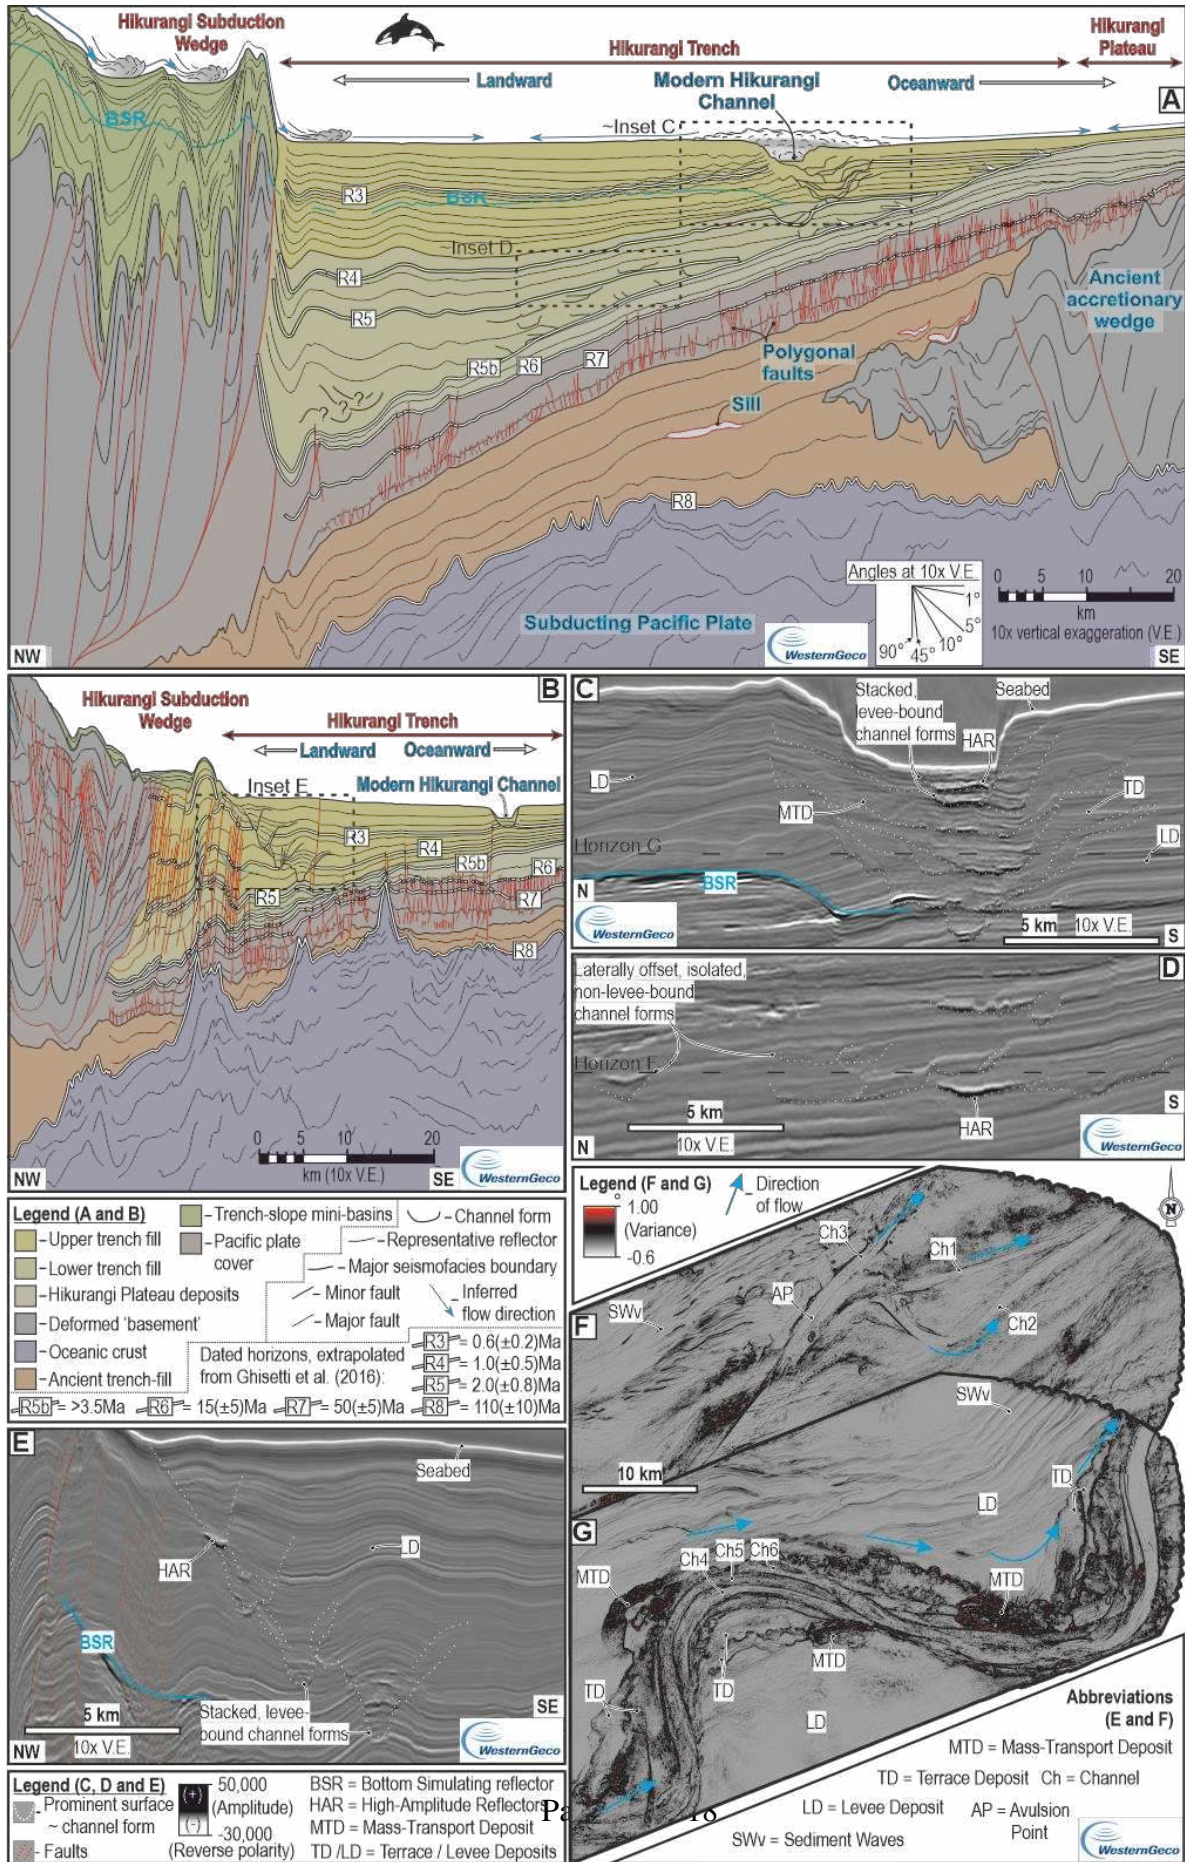 Hikurangi Subduction
Wedge
Hikurangi Trench
Hikurangi
Plateau
Landward
Modern Hikurangi
Channel
Oceanward
A
~Inset C
BSR
R3
BSR
~Inset D
R4
R5
R5b
R6
R7
Polygonal
faults
Sill
Ancient
accretionary
wedge
R8
Subducting Pacific Plate
WesternGeco
Angles at 10x V.E.
1°
5°
10°
45°
90°
0 5 10 20
km
10x vertical exaggeration (V.E.)
NW
SE
B
Hikurangi Subduction
Wedge
Hikurangi Trench
Landward Oceanward
Inset E
Modern Hikurangi Channel
R3
R4
R5b
R6
R5
R7
R8
0 5 10 20
km (10x V.E.)
NW
SE
WesternGeco
C
Stacked,
levee-bound
channel forms
Seabed
HAR
LD
MTD
TD
LD
Horizon G
BSR
N
WesternGeco
5 km 10x V.E.
S
D
Laterally offset, isolated,
non-levee-bound
channel forms
Horizon F
5 km
10x V.E.
HAR
N
S
WesternGeco
Legend (A and B)
Upper trench fill
Lower trench fill
Hikurangi Plateau deposits
Deformed 'basement'
Oceanic crust
Ancient trench-fill
Trench-slope mini-basins
Pacific plate
cover
Channel form
Representative reflector
Major seismofacies boundary
Minor fault
Major fault
Inferred
flow direction
Dated horizons, extrapolated
from Ghisetti et al. (2016):
R3 = 0.6(±0.2)Ma
R4 = 1.0(±0.5)Ma
R5 = 2.0(±0.8)Ma
R5b = >3.5Ma R6 = 15(±5)Ma R7 = 50(±5)Ma R8 = 110(±10)Ma
E
Seabed
HAR
LD
BSR
5 km
10x V.E.
NW
Stacked, levee-
bound channel forms
SE
WesternGeco
Legend (C, D and E)
Prominent surface
~ channel form
Faults
(+)
(-)
50,000
(Amplitude)
-30,000
(Reverse polarity)
BSR = Bottom Simulating reflector
HAR = High-Amplitude Reflectors
MTD = Mass-Transport Deposit
TD /LD = Terrace / Levee Deposits
Legend (F and G)
1.00
(Variance)
-0.6
Direction
of flow
N
Ch3
Ch1
AP
SWv
Ch2
F
10 km
SWv
TD
LD
G
Ch4 Ch5 Ch6
MTD
MTD
MTD
TD
TD
LD
Abbreviations
(E and F)
MTD = Mass-Transport Deposit
TD = Terrace Deposit Ch = Channel
LD = Levee Deposit AP = Avulsion
Point
SWv = Sediment Waves
WesternGeco